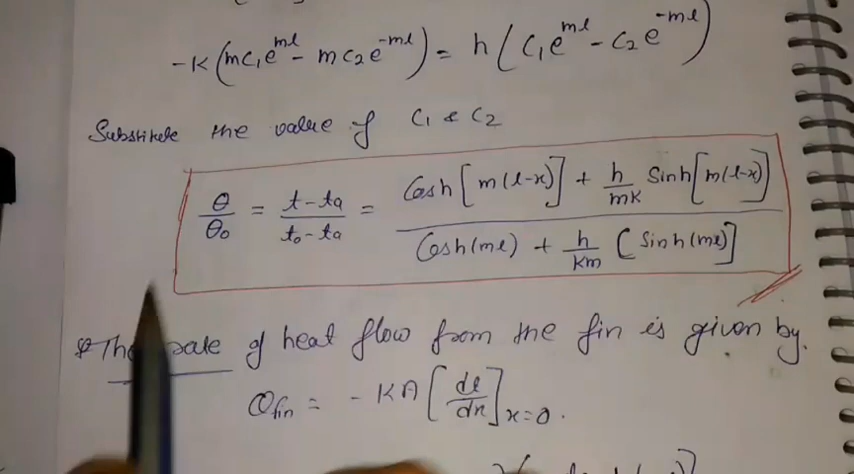 -K(mc₁e^{ml} - mc₂e^{-ml}) = h(c₁e^{ml} - c₂e^{-ml})
Substitute the value of C₁ & C₂
θ/θ₀ = (t-ta)/(t₀-ta) = (Cosh[m(l-x)] + h/mk Sinh[m(l-x)])/(Cosh(ml) + h/km [Sinh(ml)])
The rate of heat flow from the fin is given by.
Q_fin = -KA[dθ/dx]_{x=0}.